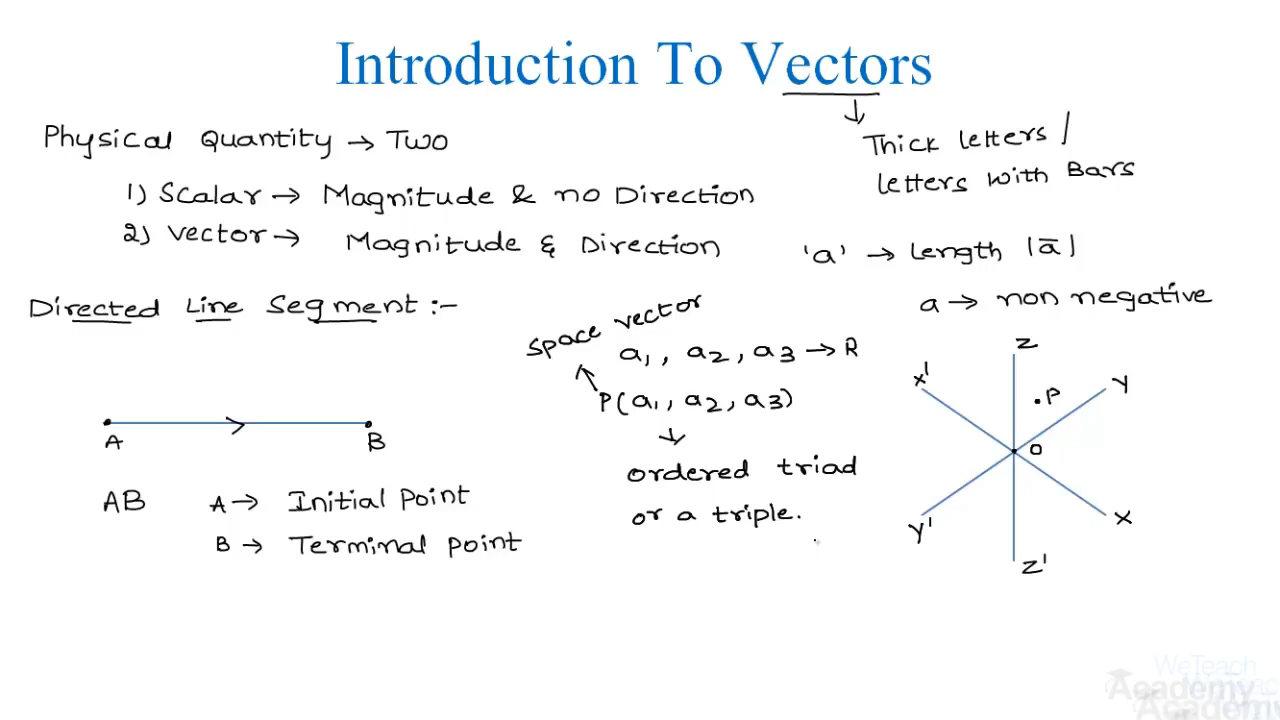 Introduction To Vectors
Physical Quantity → Two
1) Scalar → Magnitude & no Direction
2) Vector → Magnitude & Direction
Thick letters /
letters with Bars
'a' → length |a̅|
a → non negative
Directed Line Segment :-
A
B
AB
A → Initial point
B → Terminal point
space vector
a1, a2, a3 → R
P(a1, a2, a3)
ordered triad
or a triple.
Z
X'
Y
P
O
Y'
X
Z'
WeTeach
Academy
Academy